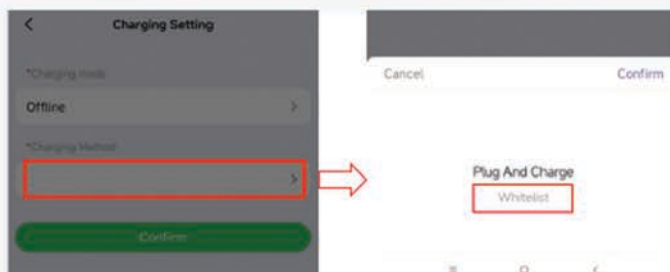 Charging Setting
*Charging mode
Offline
*Charging Method
Confirm
Cancel
Confirm
Plug And Charge
Whitelist